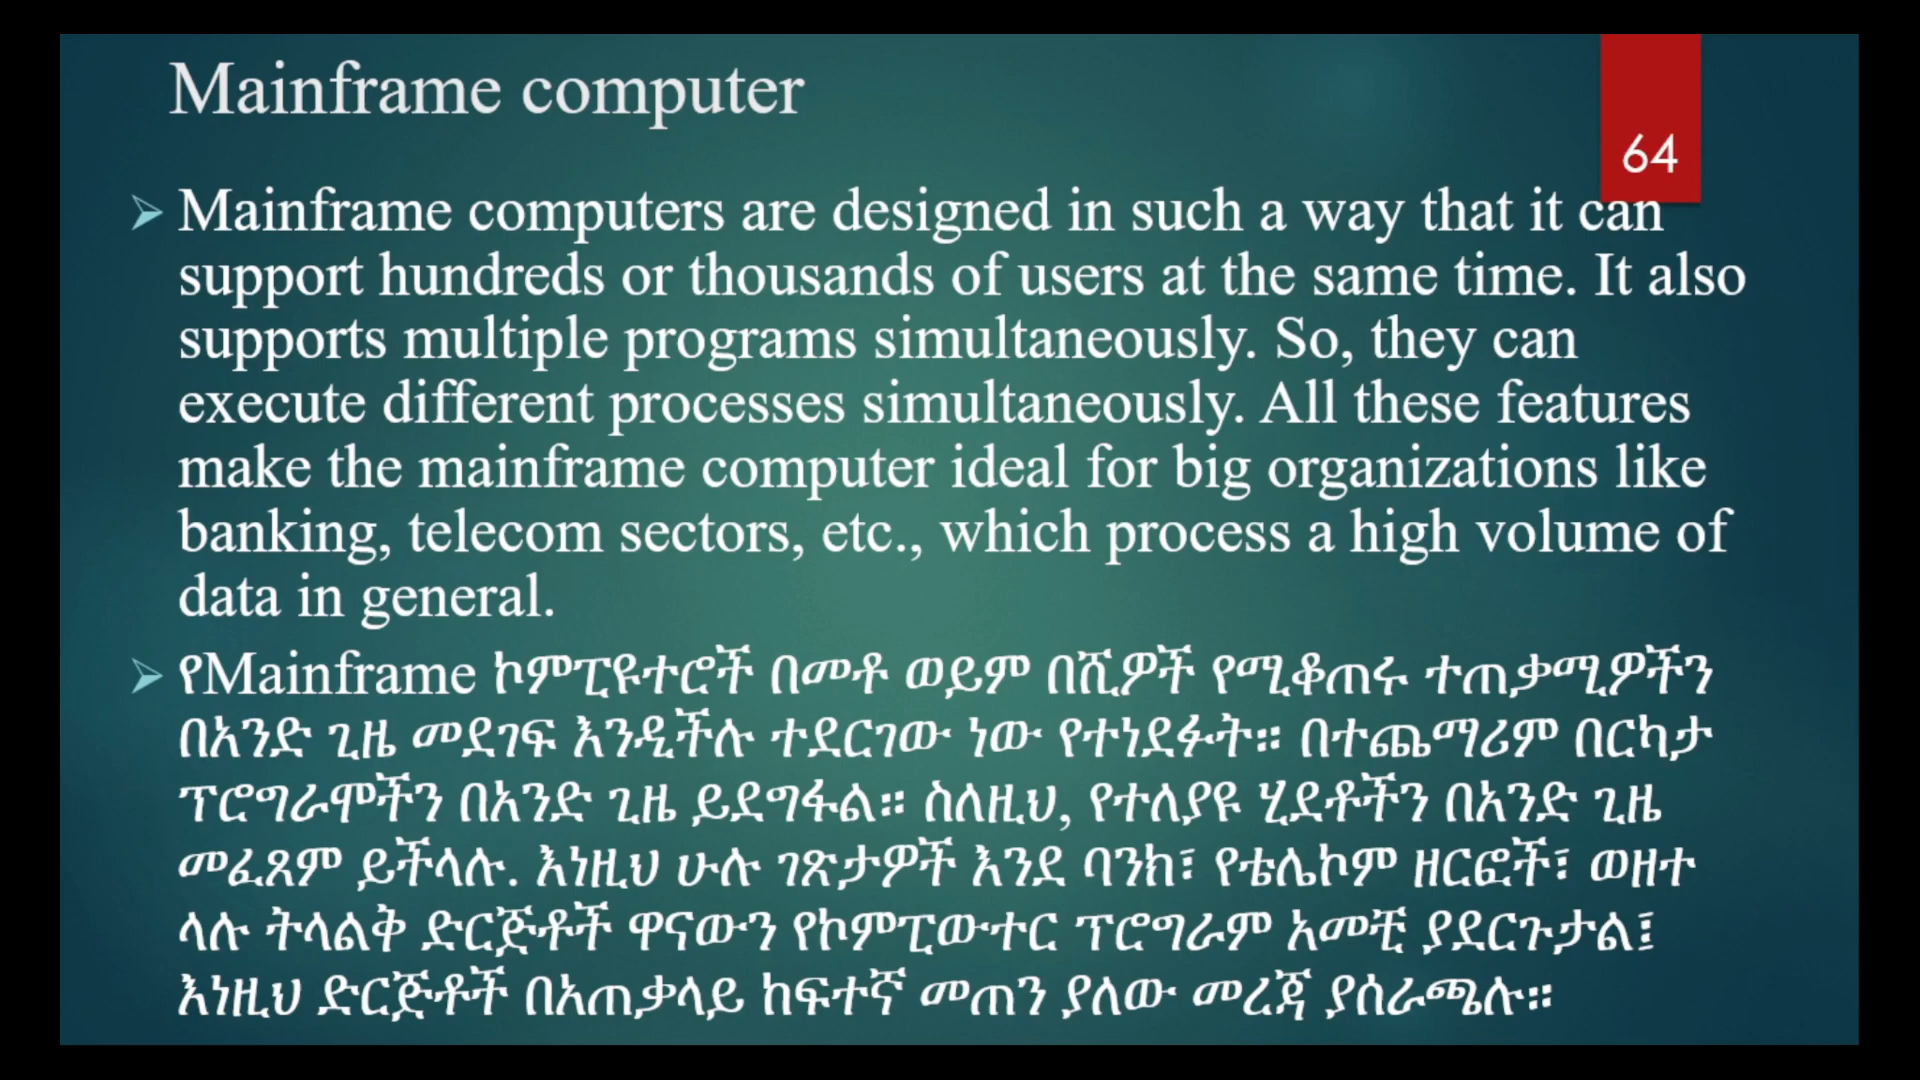 Mainframe computer
64
Mainframe computers are designed in such a way that it can
support hundreds or thousands of users at the same time. It also
supports multiple programs simultaneously. So, they can
execute different processes simultaneously. All these features
make the mainframe computer ideal for big organizations like
banking, telecom sectors, etc., which process a high volume of
data in general.
የMainframe ኮምፒዩተሮች በመቶ ወይም በሺዎች የሚቆጠሩ ተጠቃሚዎችን
በአንድ ጊዜ መደገፍ እንዲችሉ ተደርገው ነው የተነደፉት። በተጨማሪም በርካታ
ፕሮግራሞችን በአንድ ጊዜ ይደግፋል። ስለዚህ, የተለያዩ ሂደቶችን በአንድ ጊዜ
መፈጸም ይችላሉ. እነዚህ ሁሉ ገጽታዎች እንደ ባንክ፣ የቴሌኮም ዘርፎች፣ ወዘተ
ላሉ ትላልቅ ድርጅቶች ዋናውን የኮምፒውተር ፕሮግራም አመቺ ያደርጉታል፤
እነዚህ ድርጅቶች በአጠቃላይ ከፍተኛ መጠን ያለው መረጃ ያሰራጫሉ።